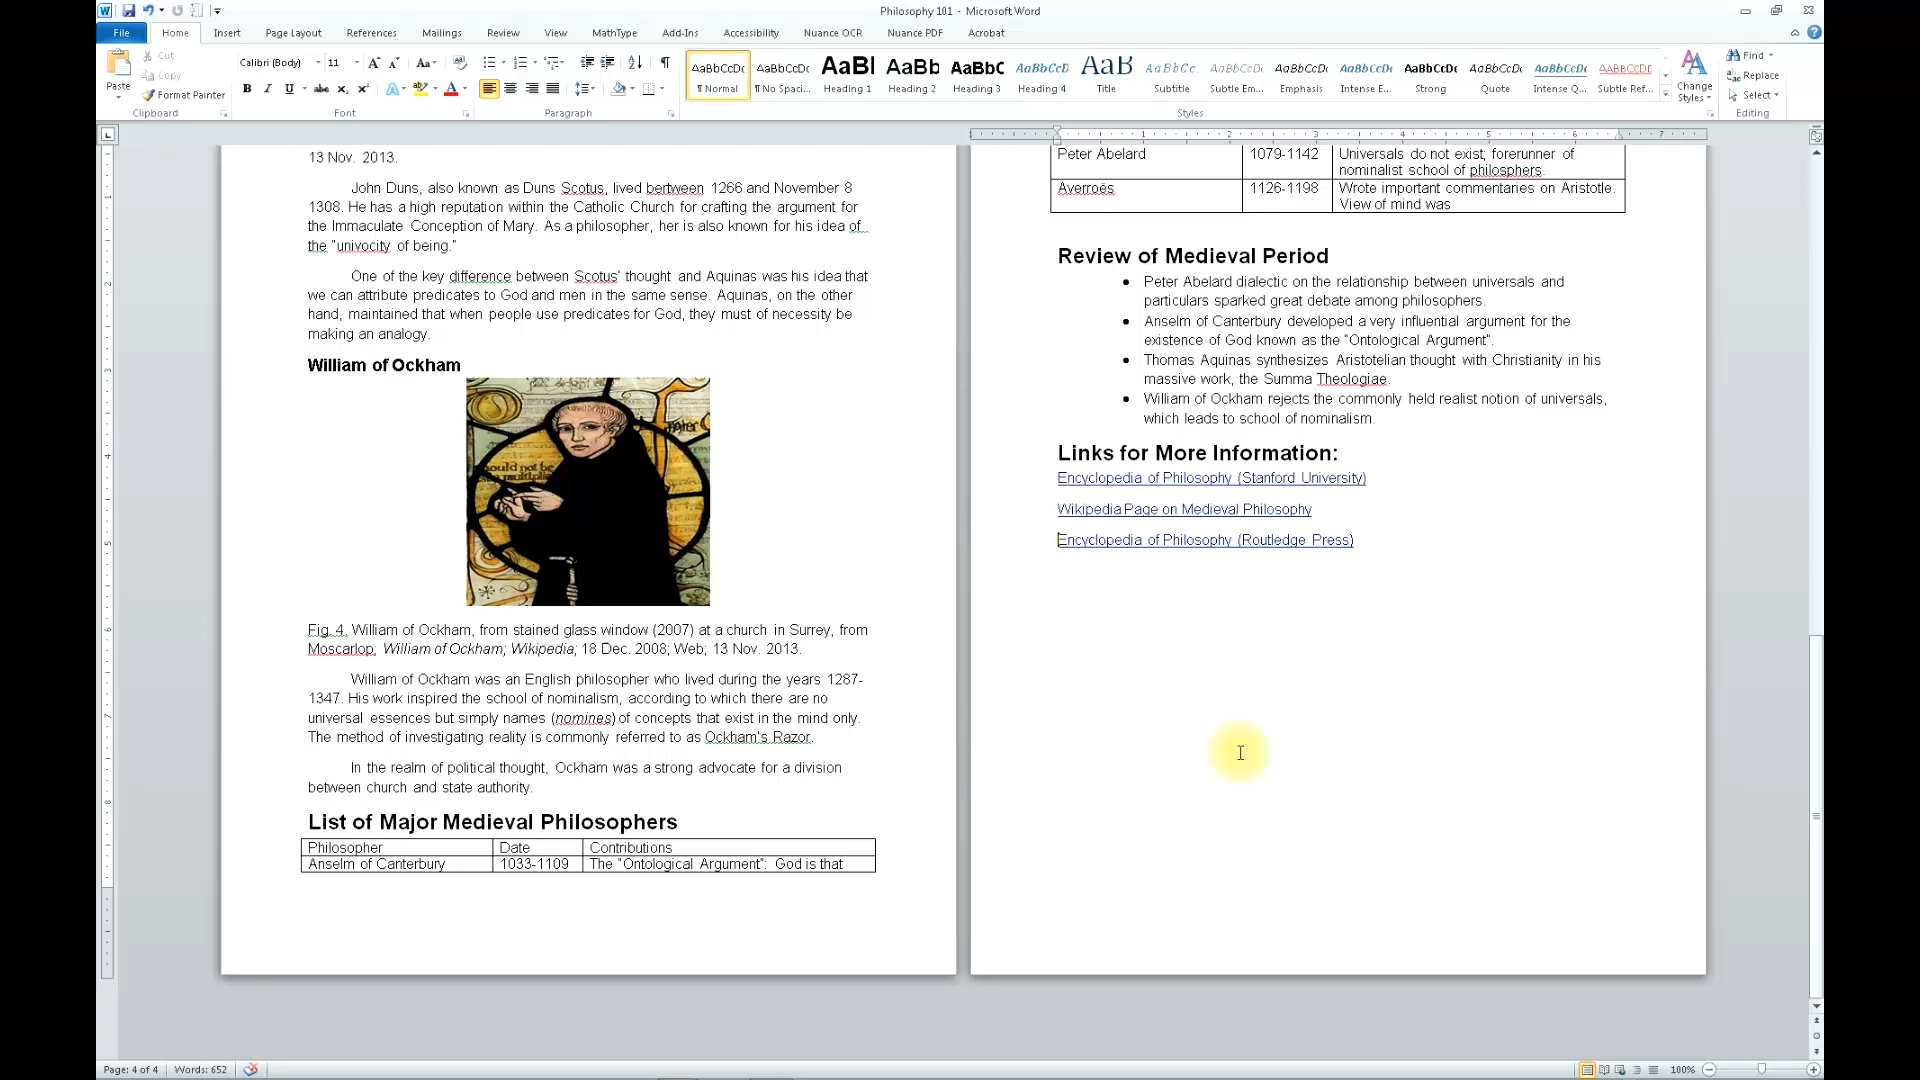 Philosophy 101 - Microsoft Word
File Home Insert Page Layout References Mailings Review View MathType Add-Ins Accessibility Nuance OCR Nuance PDF Acrobat
Paste
Cut
Copy
Format Painter
Clipboard
Calibri (Body) 11
Font
Paragraph
AaBbCcDc AaBbCcDc AaBl AaBb AaBbC AaBbCcD AaB AaBbCc. AaBbCcDc AaBbCcDc AaBbCcDc AaBbCcDc AaBbCcDc AaBbCcDc AaBbCcDc
¶ Normal ¶ No Spaci... Heading 1 Heading 2 Heading 3 Heading 4 Title Subtitle Subtle Em... Emphasis Intense E... Strong Quote Intense Q... Subtle Ref...
Change Styles
Styles
Find
Replace
Select
Editing
13 Nov. 2013.
John Duns, also known as Duns Scotus, lived bertween 1266 and November 8
1308. He has a high reputation within the Catholic Church for crafting the argument for
the Immaculate Conception of Mary. As a philosopher, her is also known for his idea of
the "univocity of being."
One of the key difference between Scotus' thought and Aquinas was his idea that
we can attribute predicates to God and men in the same sense. Aquinas, on the other
hand, maintained that when people use predicates for God, they must of necessity be
making an analogy.
William of Ockham
Fig. 4. William of Ockham, from stained glass window (2007) at a church in Surrey, from
Moscarlop; William of Ockham; Wikipedia; 18 Dec. 2008; Web; 13 Nov. 2013.
William of Ockham was an English philosopher who lived during the years 1287-
1347. His work inspired the school of nominalism, according to which there are no
universal essences but simply names (nomines) of concepts that exist in the mind only.
The method of investigating reality is commonly referred to as Ockham's Razor.
In the realm of political thought, Ockham was a strong advocate for a division
between church and state authority.
List of Major Medieval Philosophers
Philosopher Date Contributions
Anselm of Canterbury 1033-1109 The "Ontological Argument": God is that
Peter Abelard 1079-1142 Universals do not exist; forerunner of
nominalist school of philosphers.
Averroës 1126-1198 Wrote important commentaries on Aristotle.
View of mind was
Review of Medieval Period
• Peter Abelard dialectic on the relationship between universals and
particulars sparked great debate among philosophers.
• Anselm of Canterbury developed a very influential argument for the
existence of God known as the "Ontological Argument".
• Thomas Aquinas synthesizes Aristotelian thought with Christianity in his
massive work, the Summa Theologiae.
• William of Ockham rejects the commonly held realist notion of universals,
which leads to school of nominalism.
Links for More Information:
Encyclopedia of Philosophy (Stanford University)
Wikipedia Page on Medieval Philosophy
Encyclopedia of Philosophy (Routledge Press)
Page: 4 of 4 Words: 652 100%